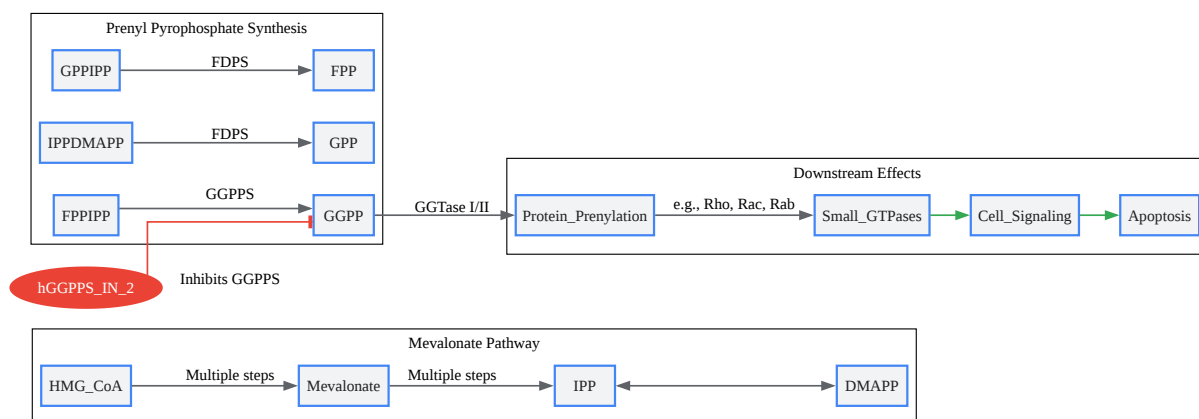 Prenyl Pyrophosphate Synthesis
GPPIPP
FDPS
FPP
IPPDMAPP
FDPS
GPP
FPPIPP
GGPPS
GGPP
GGTase I/II
Downstream Effects
Protein_Prenylation
e.g., Rho, Rac, Rab
Small_GTPases
Cell_Signaling
Apoptosis
hGGPPS_IN_2
Inhibits GGPPS
Mevalonate Pathway
HMG_CoA
Multiple steps
Mevalonate
Multiple steps
IPP
DMAPP